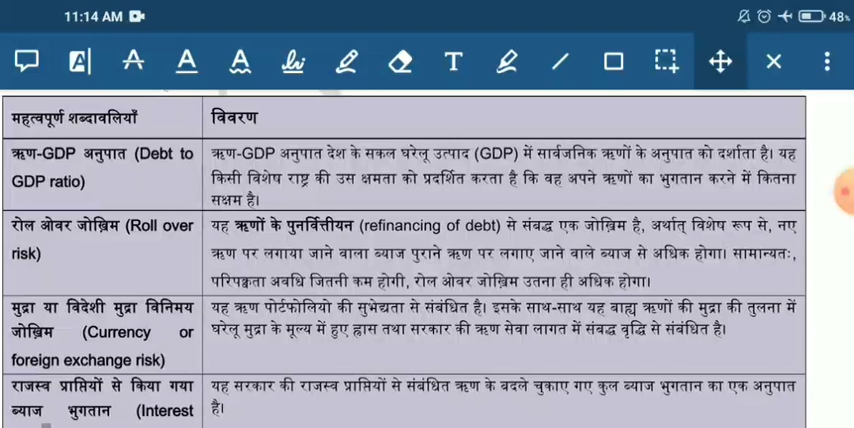 11:14 AM
48%
महत्वपूर्ण शब्दावलियाँ
विवरण
ऋण-GDP अनुपात (Debt to
GDP ratio)
ऋण-GDP अनुपात देश के सकल घरेलू उत्पाद (GDP) में सार्वजनिक ऋणों के अनुपात को दर्शाता है। यह
किसी विशेष राष्ट्र की उस क्षमता को प्रदर्शित करता है कि वह अपने ऋणों का भुगतान करने में कितना
सक्षम है।
रोल ओवर जोख़िम (Roll over
risk)
यह ऋणों के पुनर्वित्तीयन (refinancing of debt) से संबद्ध एक जोख़िम है, अर्थात् विशेष रूप से, नए
ऋण पर लगाया जाने वाला ब्याज पुराने ऋण पर लगाए जाने वाले ब्याज से अधिक होगा। सामान्यतः,
परिपक्वता अवधि जितनी कम होगी, रोल ओवर जोख़िम उतना ही अधिक होगा।
मुद्रा या विदेशी मुद्रा विनिमय
जोख़िम (Currency or
foreign exchange risk)
यह ऋण पोर्टफोलियो की सुभेद्यता से संबंधित है। इसके साथ-साथ यह बाह्य ऋणों की मुद्रा की तुलना में
घरेलू मुद्रा के मूल्य में हुए ह्रास तथा सरकार की ऋण सेवा लागत में संबद्ध वृद्धि से संबंधित है।
राजस्व प्राप्तियों से किया गया
ब्याज भुगतान (Interest
यह सरकार की राजस्व प्राप्तियों से संबंधित ऋण के बदले चुकाए गए कुल ब्याज भुगतान का एक अनुपात
है।